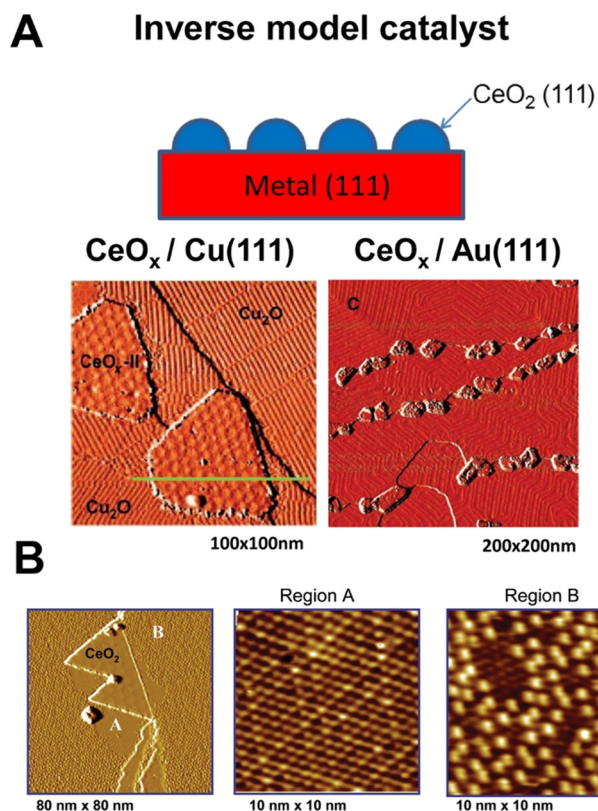 A
Inverse model catalyst
CeO₂ (111)
Metal (111)
CeOₓ / Cu(111)
CeOₓ / Au(111)
Cu₂O
CeOₓ-II
Cu₂O
C
100x100nm
200x200nm
B
Region A
Region B
B
CeO₂
A
80 nm x 80 nm
10 nm x 10 nm
10 nm x 10 nm